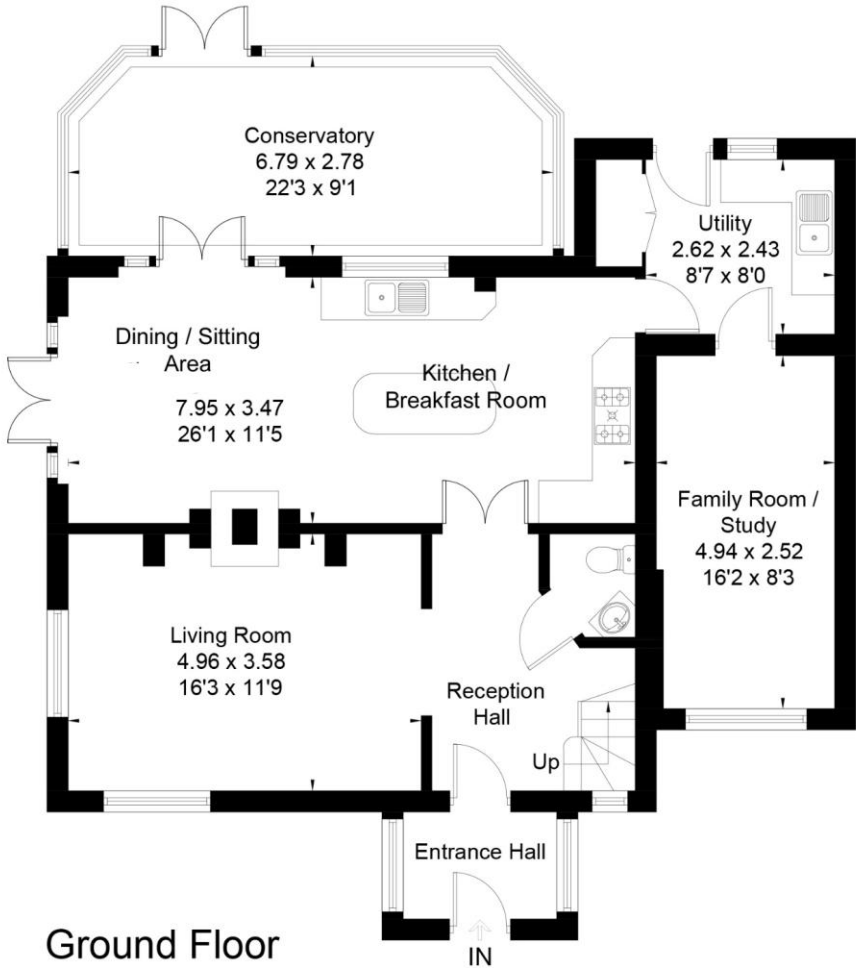 Conservatory
6.79 x 2.78
22'3 x 9'1
Utility
2.62 x 2.43
8'7 x 8'0
Dining / Sitting
Area
7.95 x 3.47
26'1 x 11'5
Kitchen /
Breakfast Room
Family Room /
Study
4.94 x 2.52
16'2 x 8'3
Living Room
4.96 x 3.58
16'3 x 11'9
Reception
Hall
Up
Entrance Hall
Ground Floor
IN